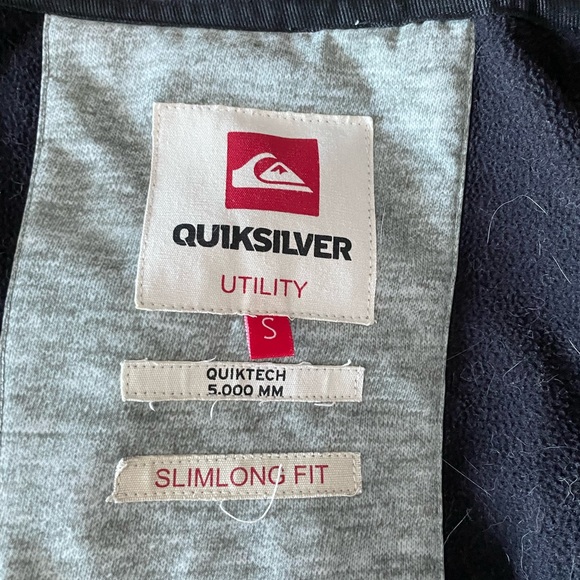 QUIKSILVER
UTILITY
S
QUIKTECH
5.000 MM
SLIMLONG FIT